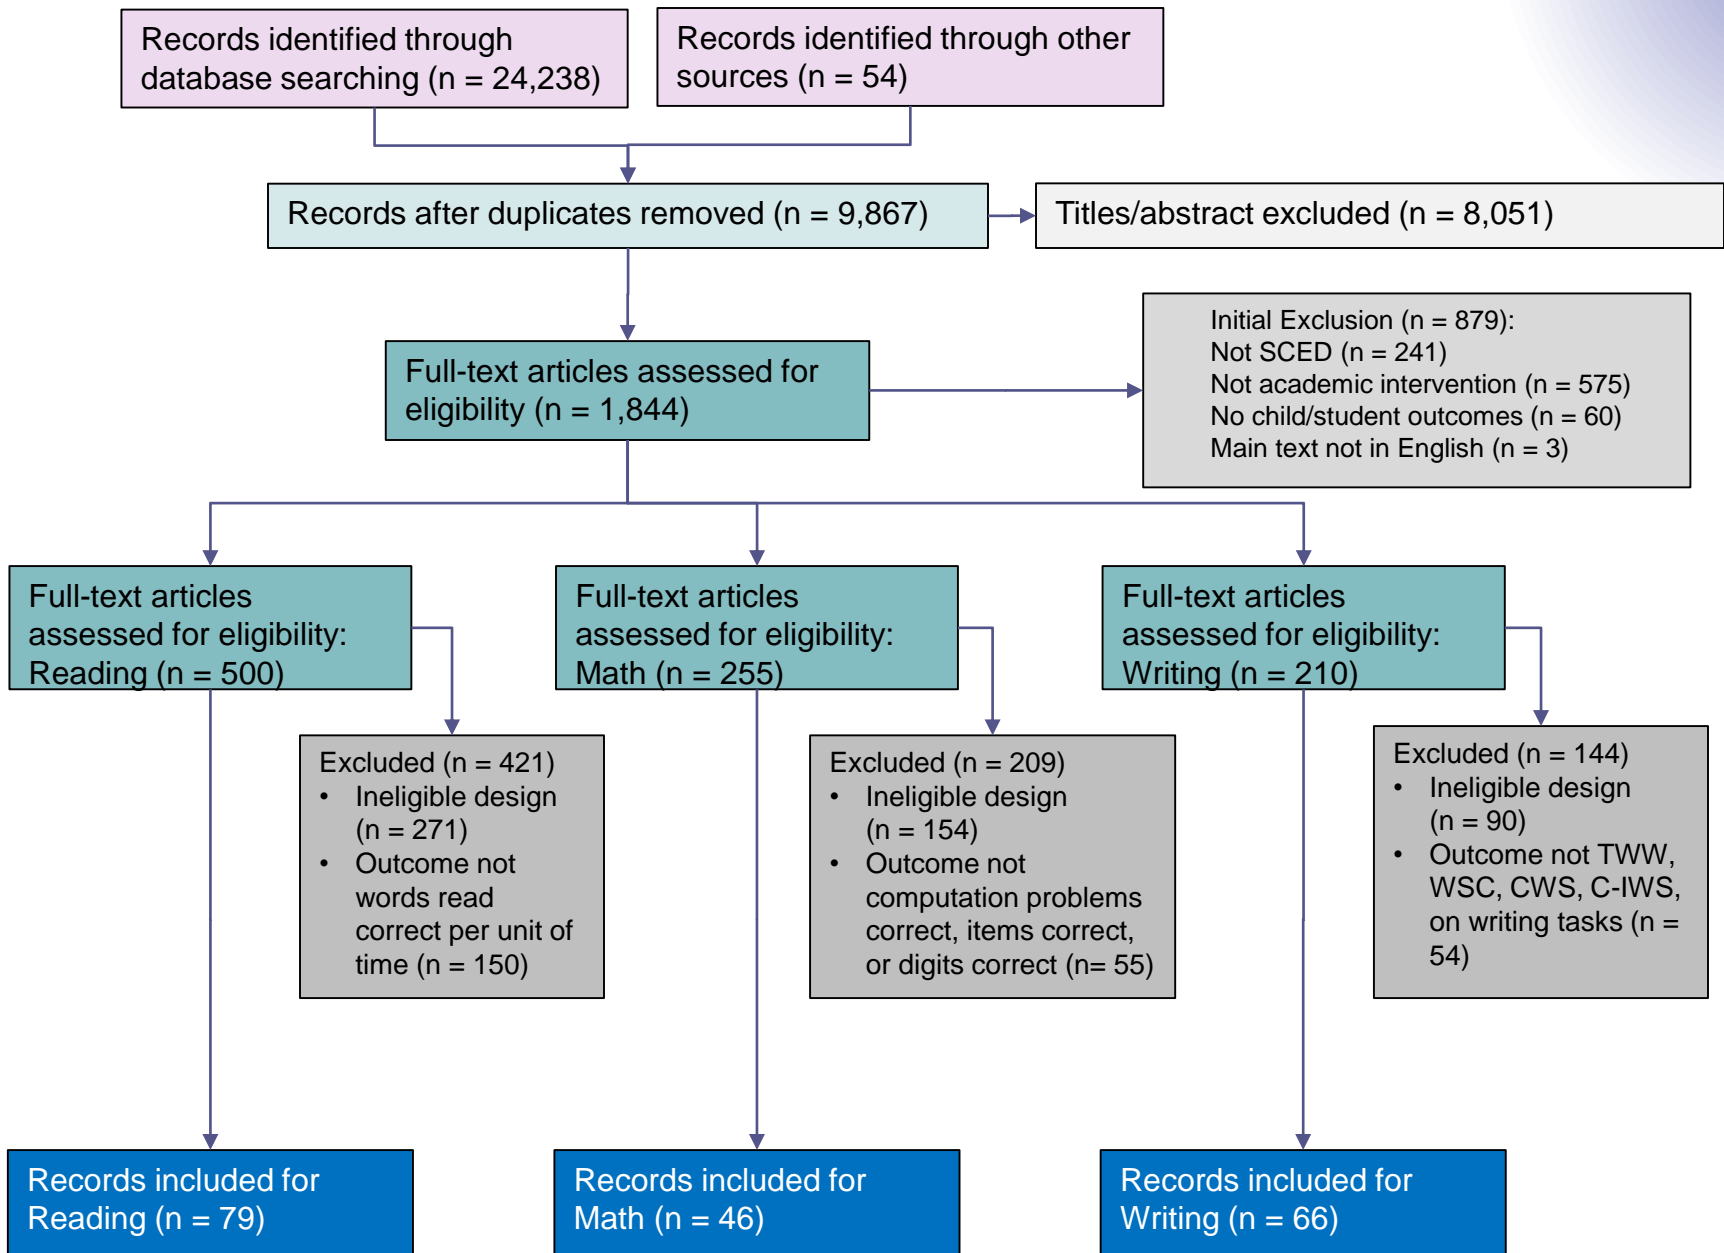 Records identified through
database searching (n = 24,238)
Records identified through other
sources (n = 54)
Records after duplicates removed (n = 9,867)
Titles/abstract excluded (n = 8,051)
Initial Exclusion (n = 879):
Not SCED (n = 241)
Not academic intervention (n = 575)
No child/student outcomes (n = 60)
Main text not in English (n = 3)
Full-text articles assessed for
eligibility (n = 1,844)
Full-text articles
assessed for eligibility:
Reading (n = 500)
Full-text articles
assessed for eligibility:
Math (n = 255)
Full-text articles
assessed for eligibility:
Writing (n = 210)
Excluded (n = 421)
• Ineligible design
(n = 271)
• Outcome not
words read
correct per unit of
time (n = 150)
Excluded (n = 209)
• Ineligible design
(n = 154)
• Outcome not
computation problems
correct, items correct,
or digits correct (n= 55)
Excluded (n = 144)
• Ineligible design
(n = 90)
• Outcome not TWW,
WSC, CWS, C-IWS,
on writing tasks (n =
54)
Records included for
Reading (n = 79)
Records included for
Math (n = 46)
Records included for
Writing (n = 66)